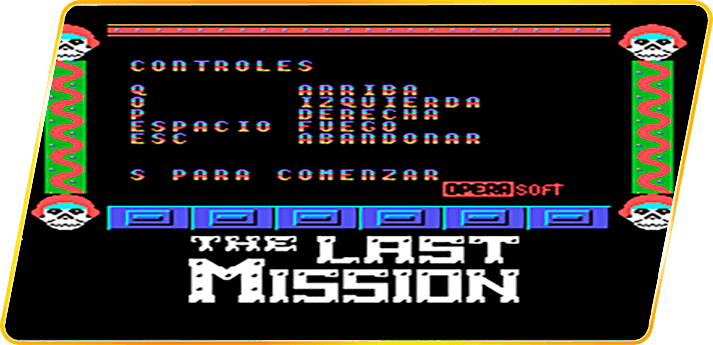 CONTROLES
Q ARRIBA
O IZQUIERDA
P DERECHA
ESPACIO FUEGO
ESC ABANDONAR
S PARA COMENZAR
OPERA SOFT
THE LAST
MISSION